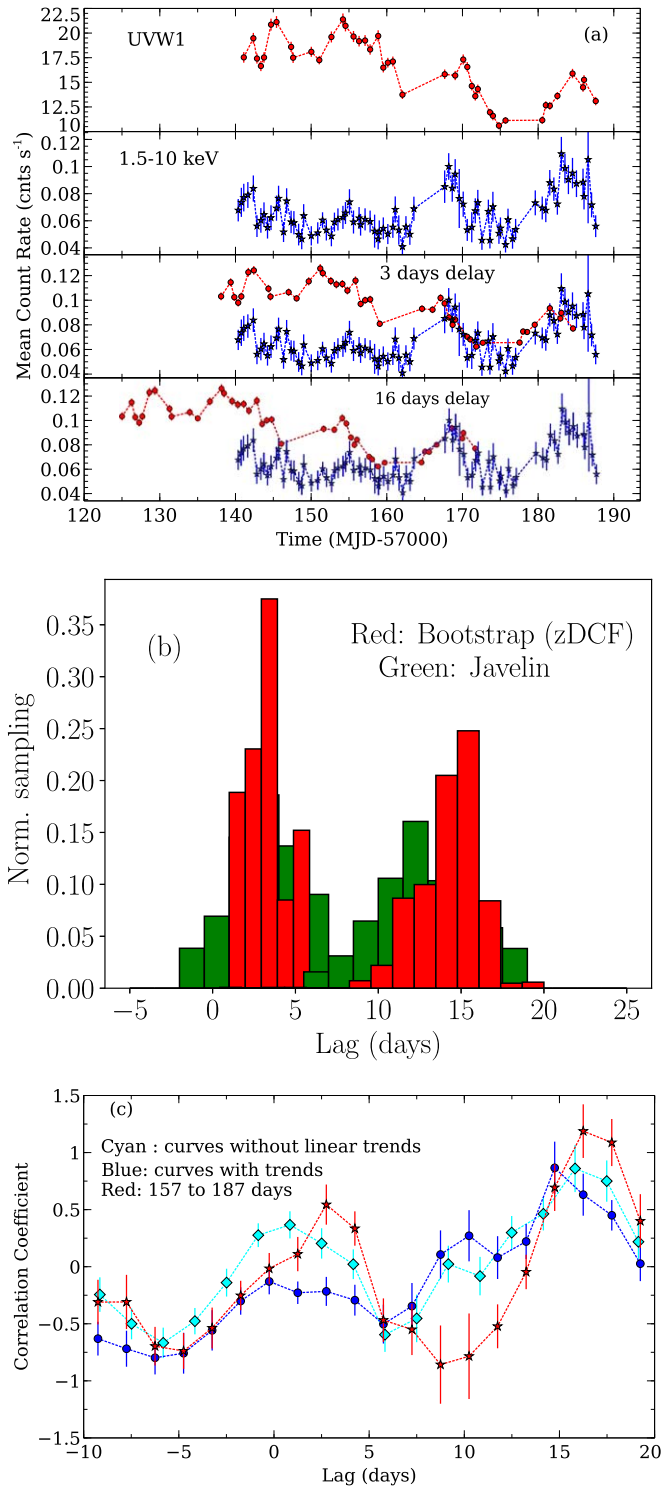 22.5
20
17.5
15
12.5
10
UVW1
(a)
0.12
0.1
0.08
0.06
0.04
1.5-10 keV
Mean Count Rate (cnts s⁻¹)
0.12
0.1
0.08
0.06
0.04
3 days delay
0.12
0.1
0.08
0.06
0.04
16 days delay
120 130 140 150 160 170 180 190
Time (MJD-57000)
(b)
Red: Bootstrap (zDCF)
Green: Javelin
0.35
0.30
0.25
0.20
0.15
0.10
0.05
0.00
Norm. sampling
−5 0 5 10 15 20 25
Lag (days)
(c)
Cyan : curves without linear trends
Blue: curves with trends
Red: 157 to 187 days
1.5
1
0.5
0
−0.5
−1
−1.5
Correlation Coefficient
−10 −5 0 5 10 15 20
Lag (days)